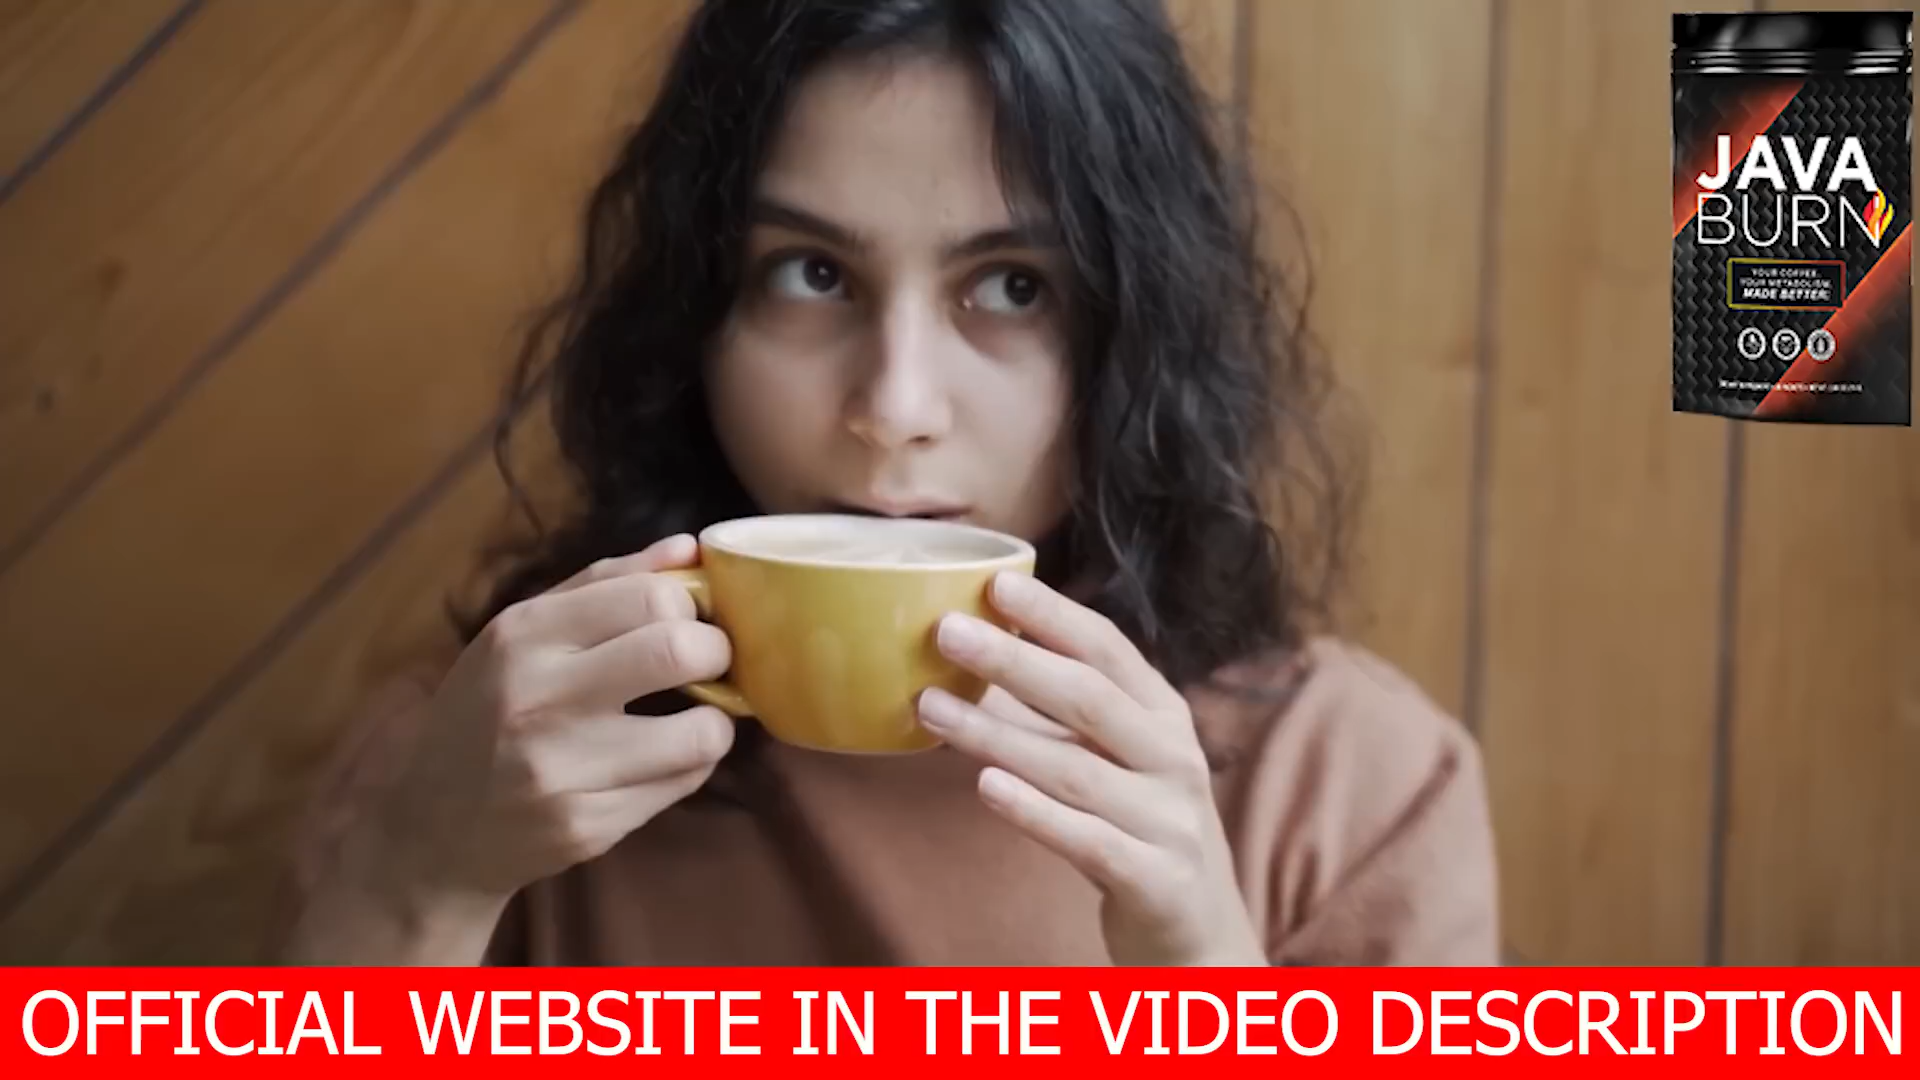 JAVA
BURN
YOUR COFFEE.
YOUR METABOLISM.
MADE BETTER.
OFFICIAL WEBSITE IN THE VIDEO DESCRIPTION